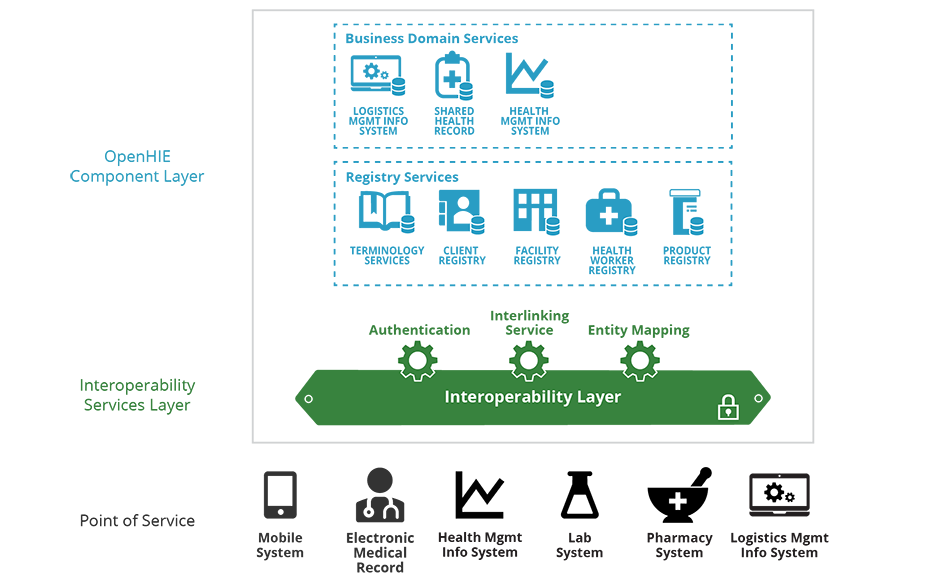 Business Domain Services
LOGISTICS
MGMT INFO
SYSTEM
SHARED
HEALTH
RECORD
HEALTH
MGMT INFO
SYSTEM
OpenHIE
Component Layer
Registry Services
TERMINOLOGY
SERVICES
CLIENT
REGISTRY
FACILITY
REGISTRY
HEALTH
WORKER
REGISTRY
PRODUCT
REGISTRY
Authentication
Interlinking
Service
Entity Mapping
Interoperability
Services Layer
Interoperability Layer
Point of Service
Mobile
System
Electronic
Medical
Record
Health Mgmt
Info System
Lab
System
Pharmacy
System
Logistics Mgmt
Info System